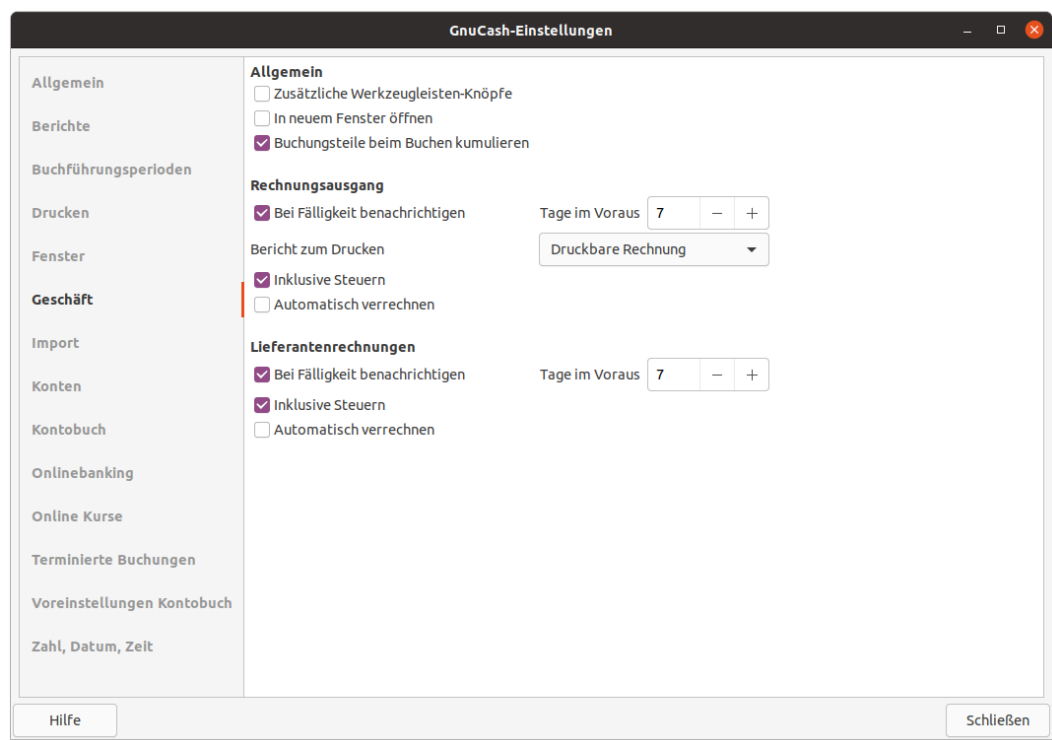 GnuCash-Einstellungen
Allgemein
Berichte
Buchführungsperioden
Drucken
Fenster
Geschäft
Import
Konten
Kontobuch
Onlinebanking
Online Kurse
Terminierte Buchungen
Voreinstellungen Kontobuch
Zahl, Datum, Zeit
Allgemein
Zusätzliche Werkzeugleisten-Knöpfe
In neuem Fenster öffnen
Buchungsteile beim Buchen kumulieren
Rechnungsausgang
Bei Fälligkeit benachrichtigen Tage im Voraus 7 − +
Bericht zum Drucken Druckbare Rechnung
Inklusive Steuern
Automatisch verrechnen
Lieferantenrechnungen
Bei Fälligkeit benachrichtigen Tage im Voraus 7 − +
Inklusive Steuern
Automatisch verrechnen
Hilfe Schließen